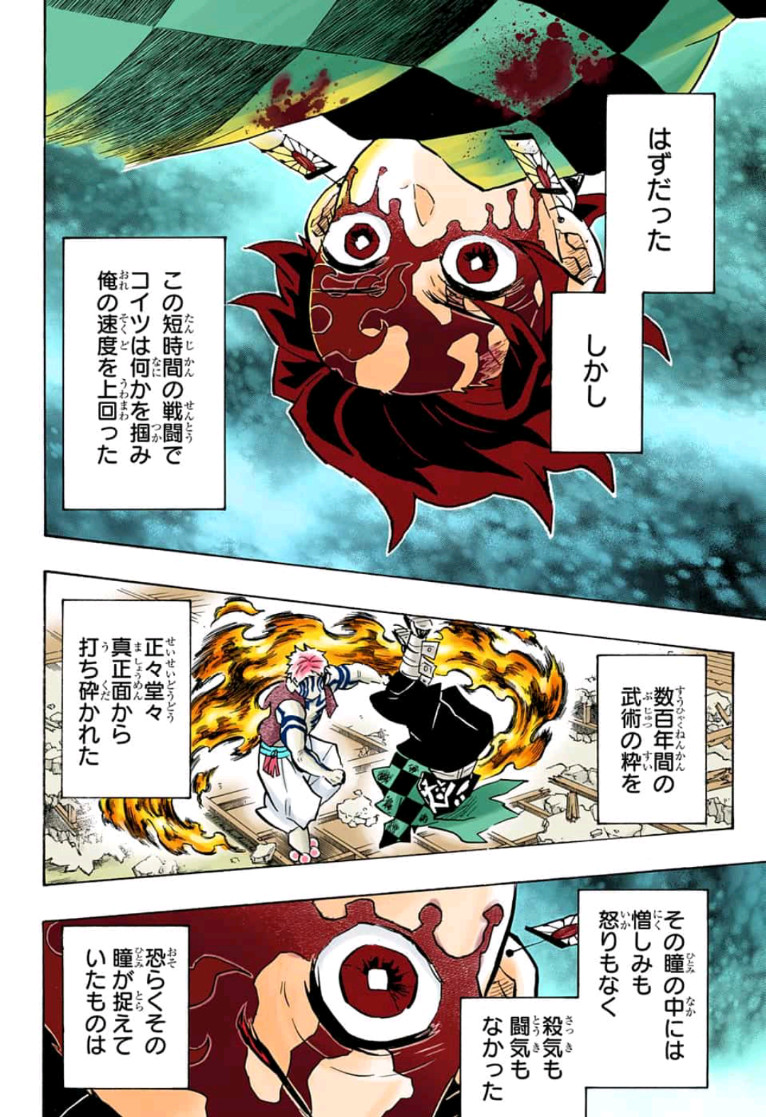 はずだった
しかし
この短時間の戦闘で
コイツは何かを掴み
俺の速度を上回った
数百年間の
武術の粋を
正々堂々
真正面から
打ち砕かれた
その瞳の中には
憎しみも
怒りもなく
殺気も
闘気も
なかった
恐らくその
瞳が捉えて
いたものは